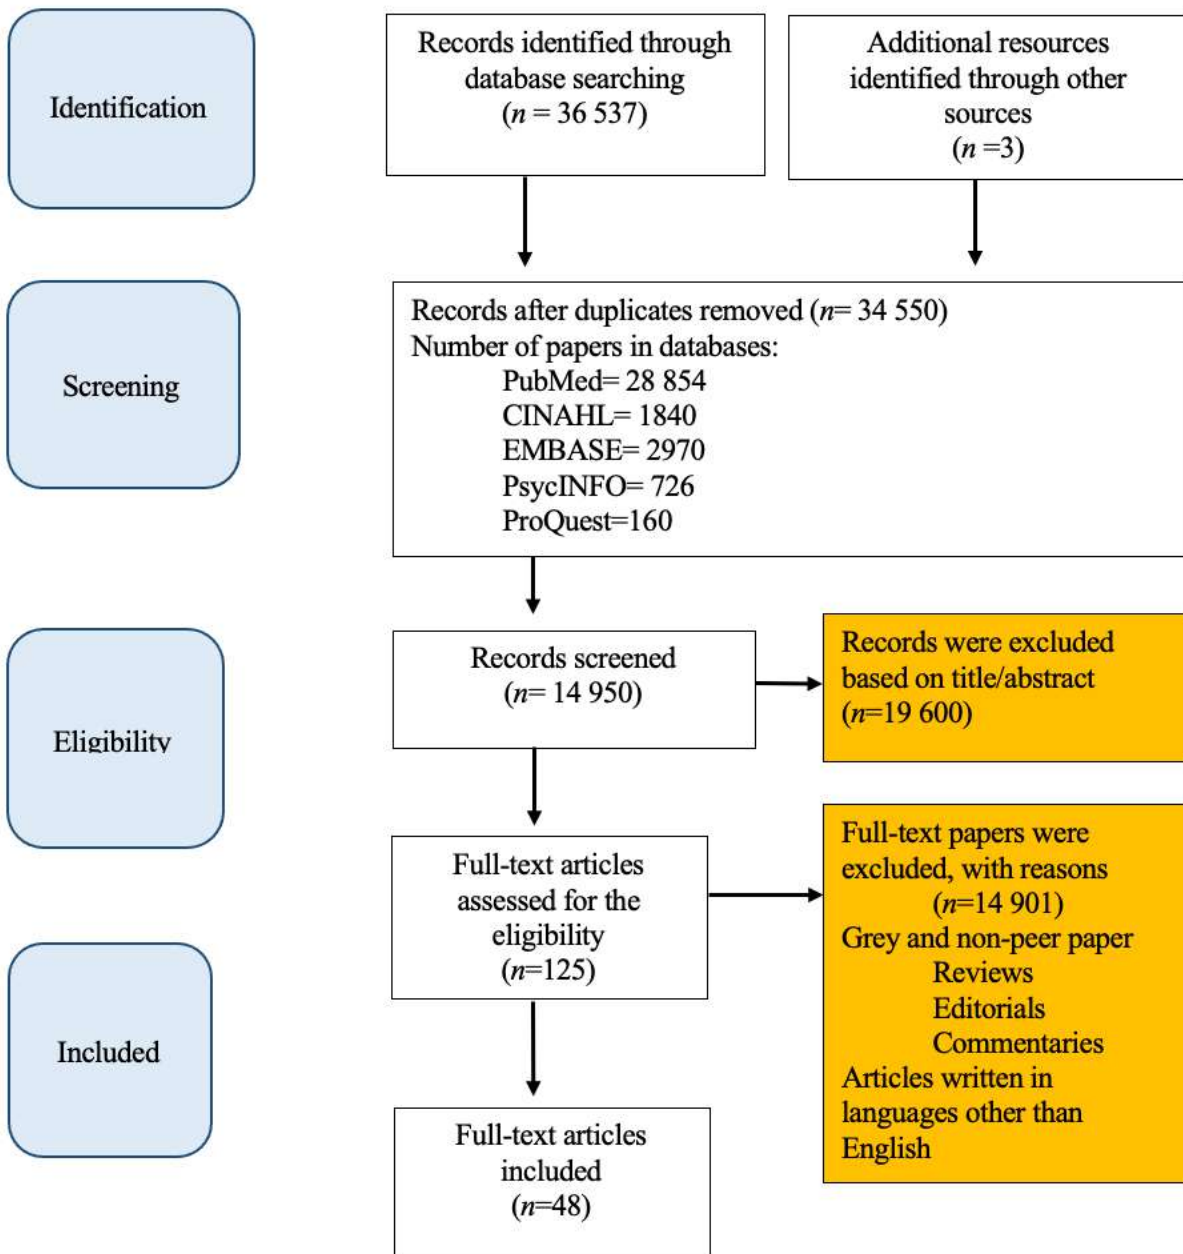 Identification
Records identified through
database searching
(n = 36 537)
Additional resources
identified through other
sources
(n =3)
Screening
Records after duplicates removed (n= 34 550)
Number of papers in databases:
PubMed= 28 854
CINAHL= 1840
EMBASE= 2970
PsycINFO= 726
ProQuest=160
Eligibility
Records screened
(n= 14 950)
Records were excluded
based on title/abstract
(n=19 600)
Full-text articles
assessed for the
eligibility
(n=125)
Full-text papers were
excluded, with reasons
(n=14 901)
Grey and non-peer paper
Reviews
Editorials
Commentaries
Articles written in
languages other than
English
Included
Full-text articles
included
(n=48)